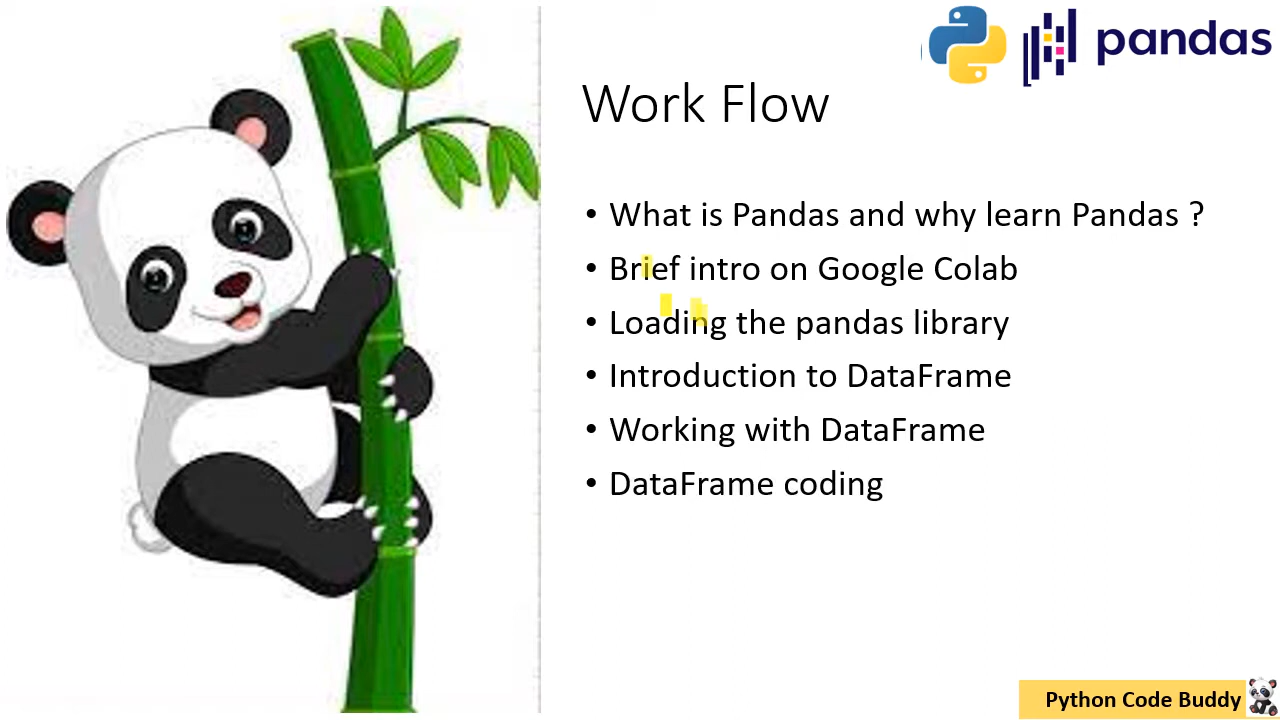 pandas
Work Flow
• What is Pandas and why learn Pandas ?
• Brief intro on Google Colab
• Loading the pandas library
• Introduction to DataFrame
• Working with DataFrame
• DataFrame coding
Python Code Buddy